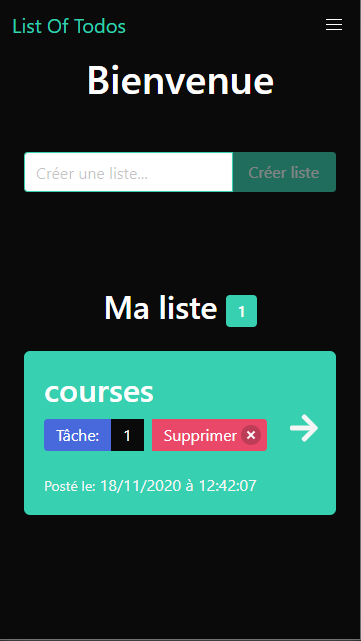 List Of Todos
Bienvenue
Créer une liste... Créer liste
Ma liste 1
courses
Tâche: 1 Supprimer
Posté le: 18/11/2020 à 12:42:07